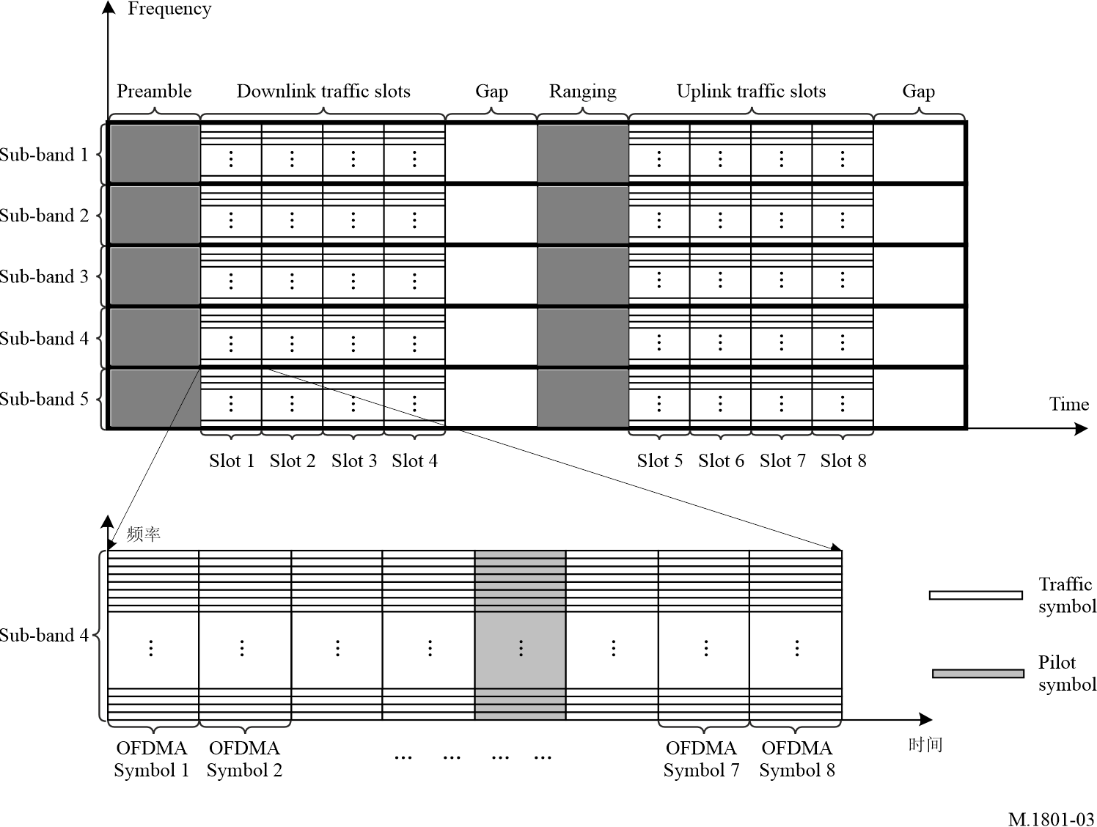 Frequency
Preamble Downlink traffic slots Gap Ranging Uplink traffic slots Gap
Sub-band 1
Sub-band 2
Sub-band 3
Sub-band 4
Sub-band 5
Time
Slot 1 Slot 2 Slot 3 Slot 4 Slot 5 Slot 6 Slot 7 Slot 8
频率
Traffic
symbol
Sub-band 4
Pilot
symbol
时间
OFDMA
Symbol 1
OFDMA
Symbol 2
... ... ... ...
OFDMA
Symbol 7
OFDMA
Symbol 8
M.1801-03